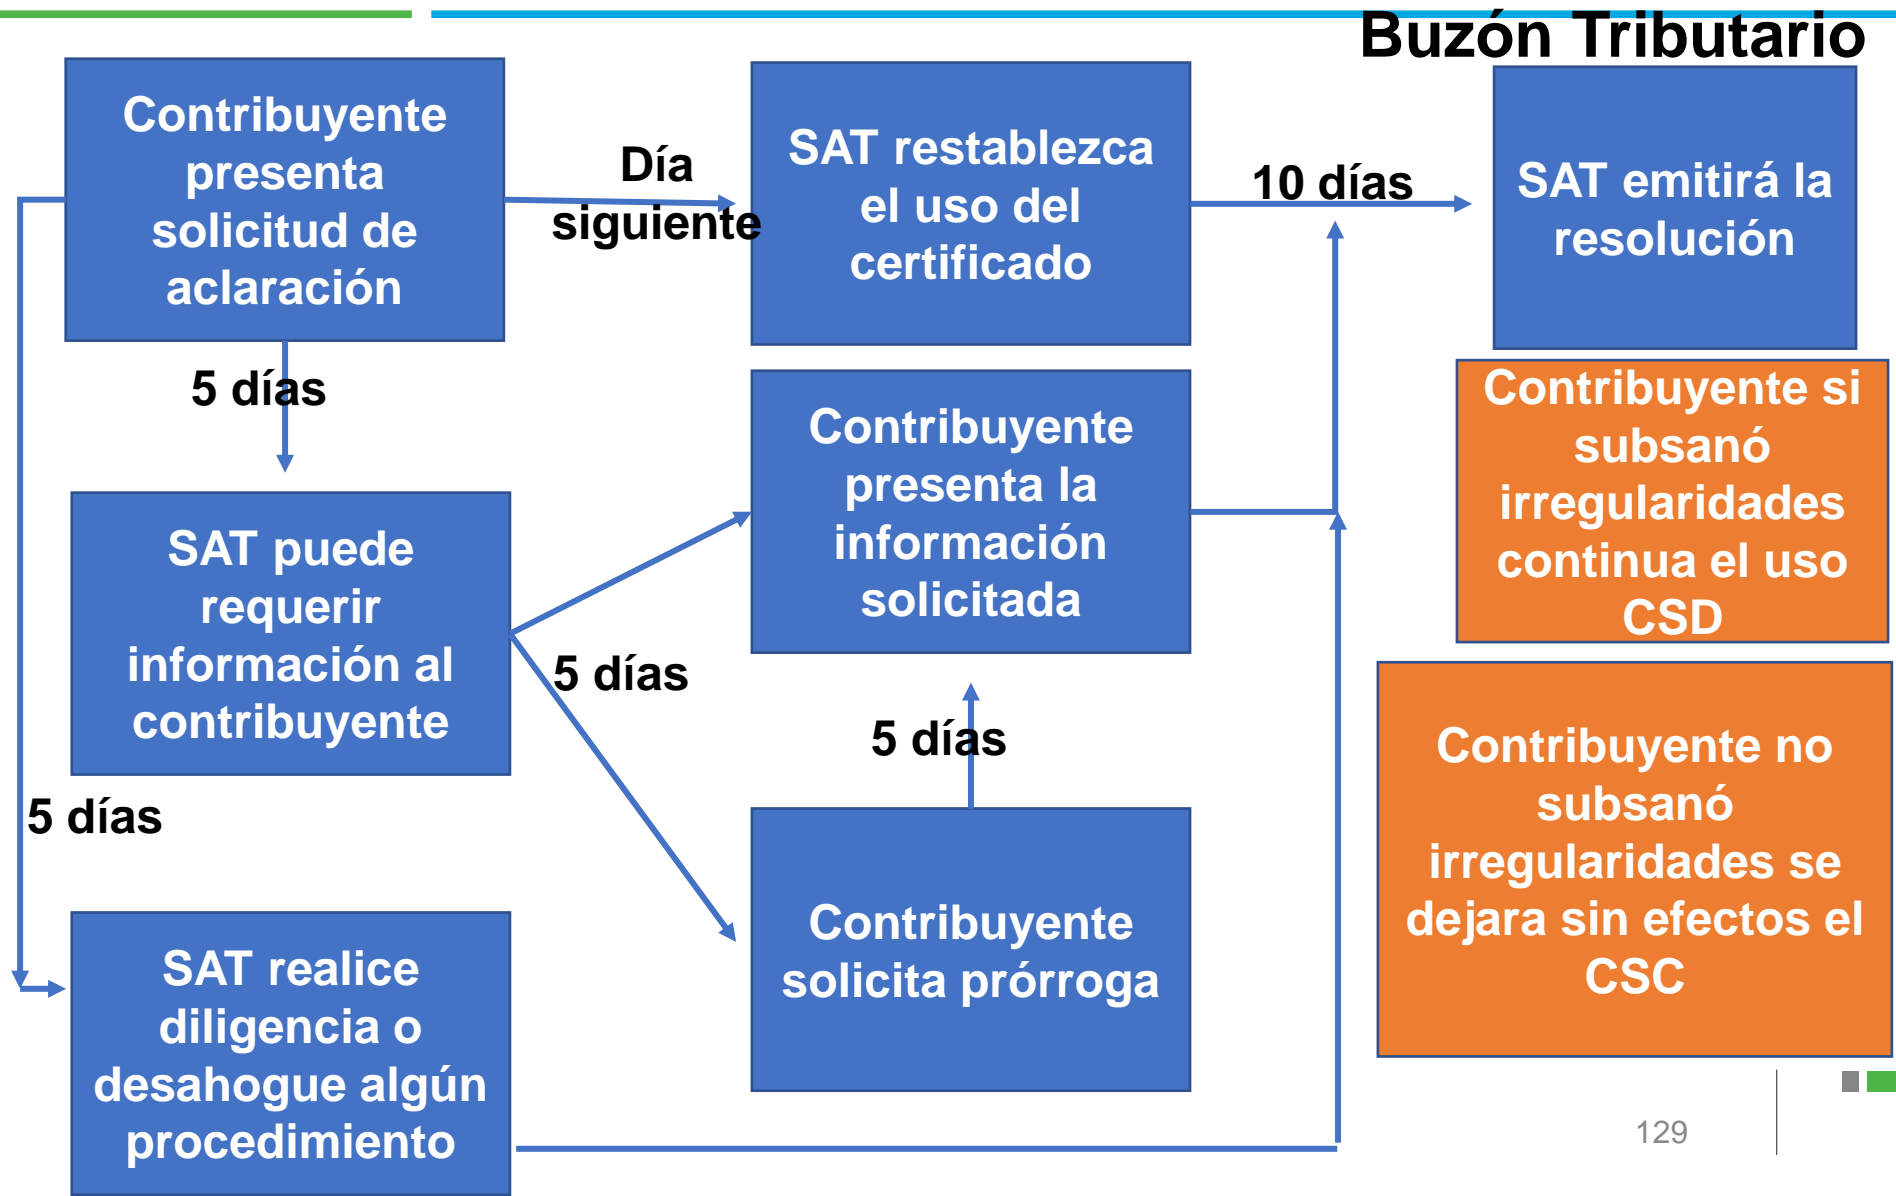 Buzón Tributario
Contribuyente
presenta
solicitud de
aclaración
Día
siguiente
SAT restablezca
el uso del
certificado
10 días
SAT emitirá la
resolución
5 días
Contribuyente
presenta la
información
solicitada
Contribuyente si
subsanó
irregularidades
continua el uso
CSD
SAT puede
requerir
información al
contribuyente
5 días
5 días
Contribuyente no
subsanó
irregularidades se
dejara sin efectos el
CSC
5 días
Contribuyente
solicita prórroga
SAT realice
diligencia o
desahogue algún
procedimiento
129